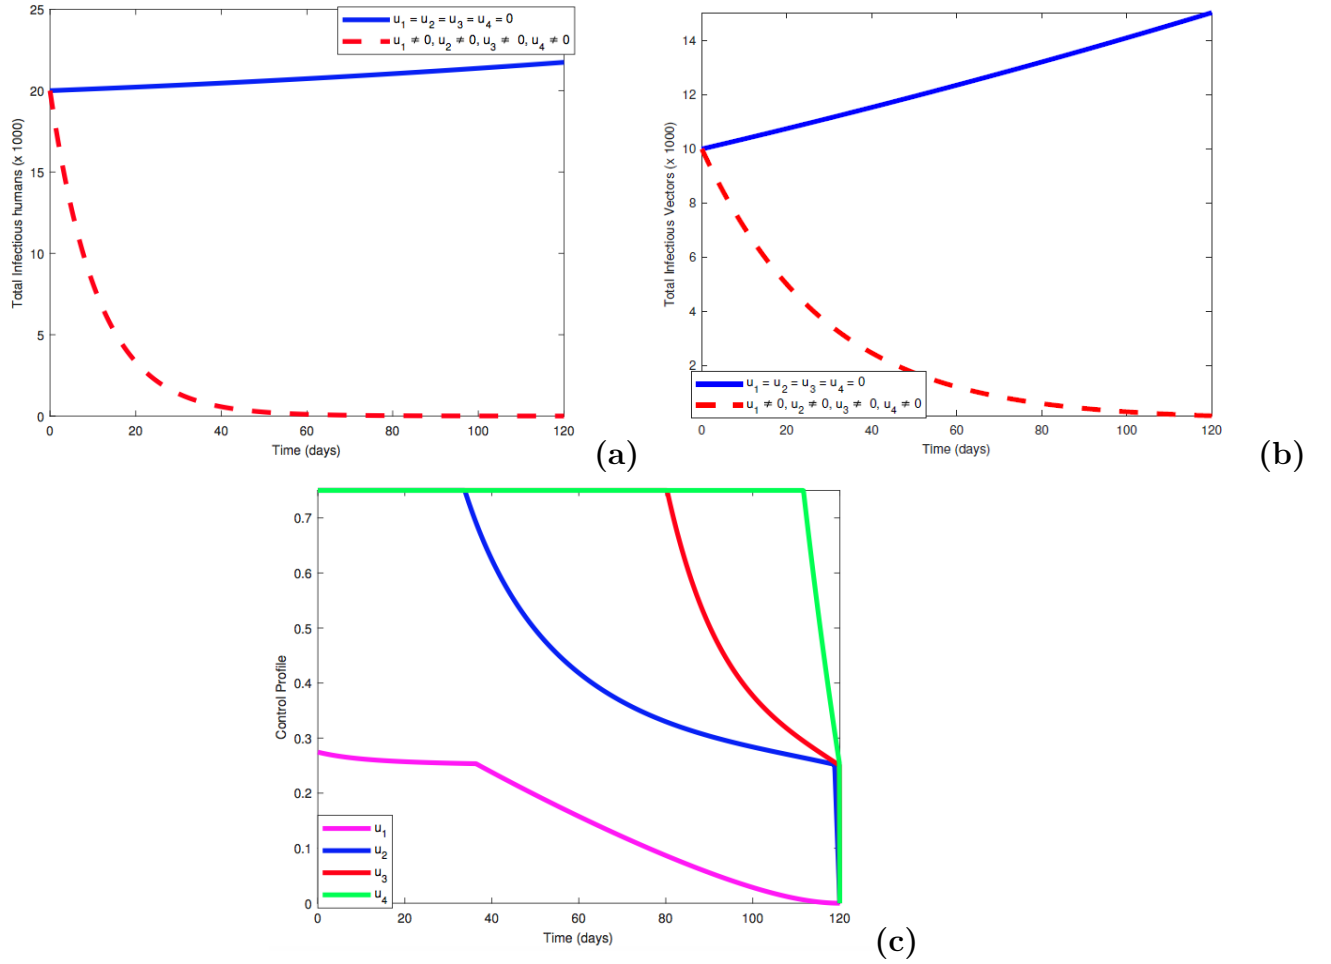 25
20
15
10
5
0
0
20
40
60
80
100
120
Total Infectious humans (x 1000)
Time (days)
u₁ = u₂ = u₃ = u₄ = 0
u₁ ≠ 0, u₂ ≠ 0, u₃ ≠ 0, u₄ ≠ 0
(a)
14
12
10
8
6
4
2
0
20
40
60
80
100
120
Total Infectious Vectors (x 1000)
Time (days)
u₁ = u₂ = u₃ = u₄ = 0
u₁ ≠ 0, u₂ ≠ 0, u₃ ≠ 0, u₄ ≠ 0
(b)
0.7
0.6
0.5
0.4
0.3
0.2
0.1
0
0
20
40
60
80
100
120
Control Profile
Time (days)
u₁
u₂
u₃
u₄
(c)